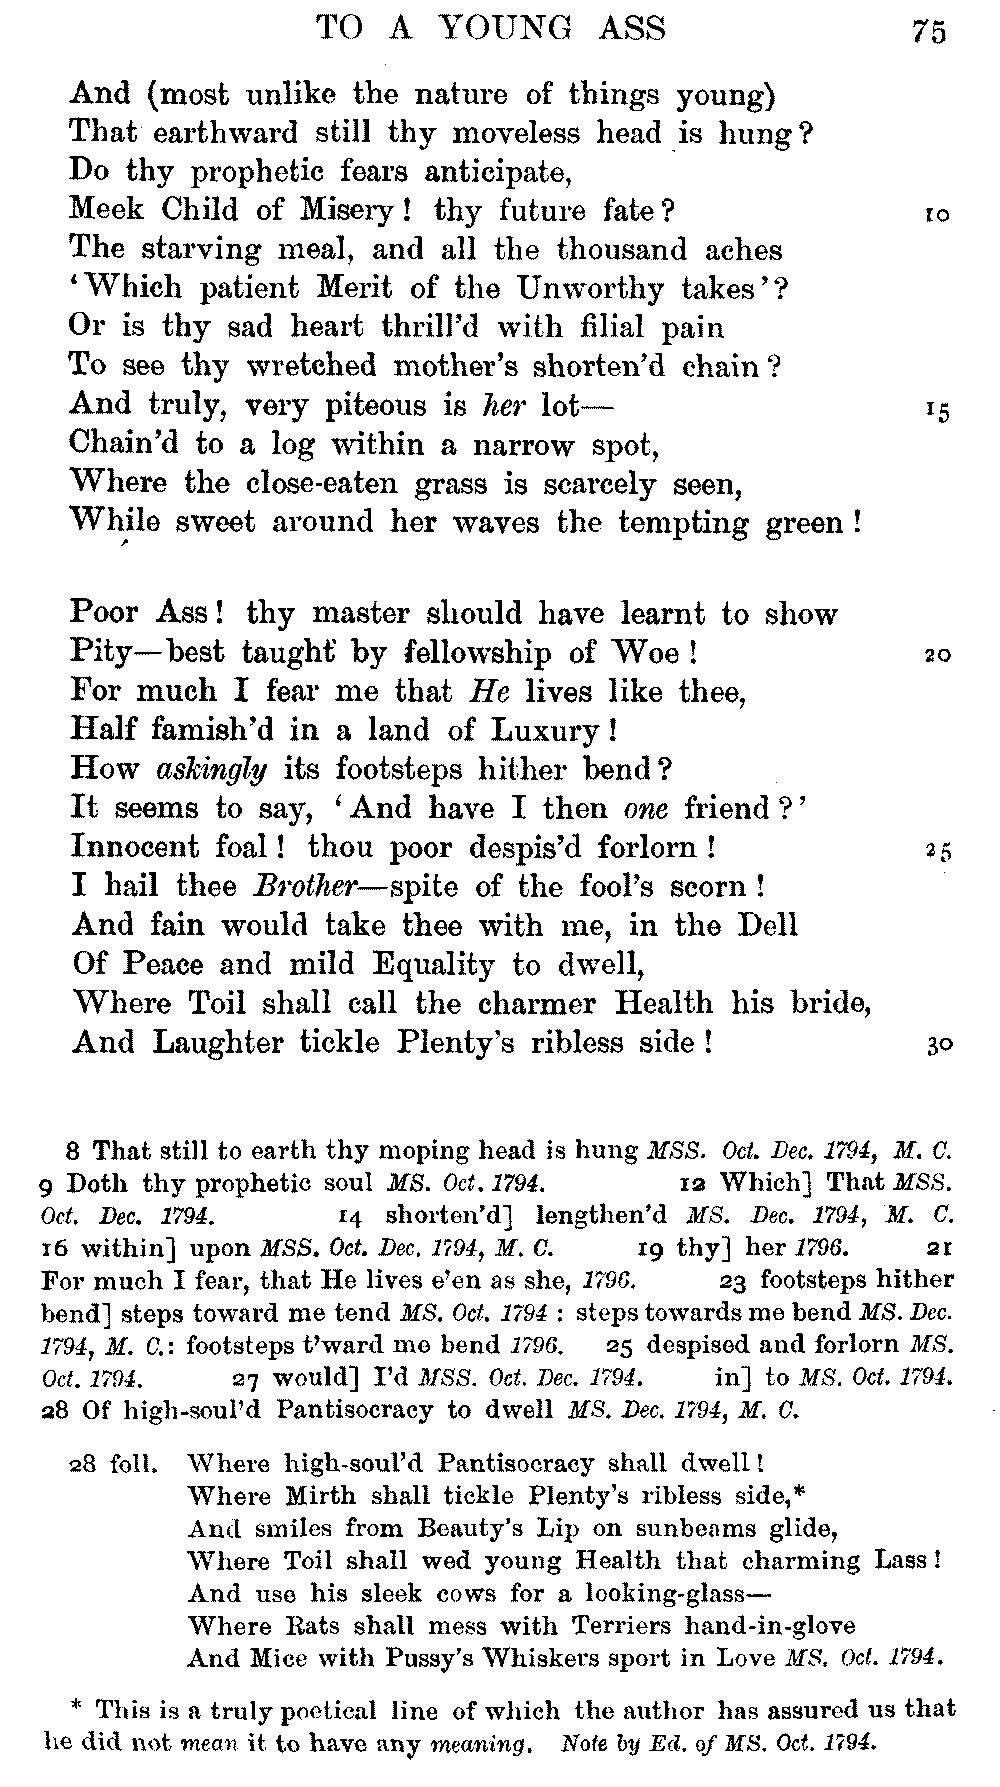 TO A YOUNG ASS 75
And (most unlike the nature of things young)
That earthward still thy moveless head is hung?
Do thy prophetic fears anticipate,
Meek Child of Misery! thy future fate? 10
The starving meal, and all the thousand aches
'Which patient Merit of the Unworthy takes'?
Or is thy sad heart thrill'd with filial pain
To see thy wretched mother's shorten'd chain?
And truly, very piteous is her lot— 15
Chain'd to a log within a narrow spot,
Where the close-eaten grass is scarcely seen,
While sweet around her waves the tempting green!
Poor Ass! thy master should have learnt to show
Pity—best taught by fellowship of Woe! 20
For much I fear me that He lives like thee,
Half famish'd in a land of Luxury!
How askingly its footsteps hither bend?
It seems to say, 'And have I then one friend?'
Innocent foal! thou poor despis'd forlorn! 25
I hail thee Brother—spite of the fool's scorn!
And fain would take thee with me, in the Dell
Of Peace and mild Equality to dwell,
Where Toil shall call the charmer Health his bride,
And Laughter tickle Plenty's ribless side! 30
8 That still to earth thy moping head is hung MSS. Oct. Dec. 1794, M. C.
9 Doth thy prophetic soul MS. Oct. 1794. 12 Which] That MSS.
Oct. Dec. 1794. 14 shorten'd] lengthen'd MS. Dec. 1794, M. C.
16 within] upon MSS. Oct. Dec. 1794, M. C. 19 thy] her 1796. 21
For much I fear, that He lives e'en as she, 1796. 23 footsteps hither
bend] steps toward me tend MS. Oct. 1794 : steps towards me bend MS. Dec.
1794, M. C.: footsteps t'ward me bend 1796. 25 despised and forlorn MS.
Oct. 1794. 27 would] I'd MSS. Oct. Dec. 1794. in] to MS. Oct. 1794.
28 Of high-soul'd Pantisocracy to dwell MS. Dec. 1794, M. C.
28 foll. Where high-soul'd Pantisocracy shall dwell!
Where Mirth shall tickle Plenty's ribless side,*
And smiles from Beauty's Lip on sunbeams glide,
Where Toil shall wed young Health that charming Lass!
And use his sleek cows for a looking-glass—
Where Rats shall mess with Terriers hand-in-glove
And Mice with Pussy's Whiskers sport in Love MS. Oct. 1794.
* This is a truly poetical line of which the author has assured us that
he did not mean it to have any meaning. Note by Ed. of MS. Oct. 1794.